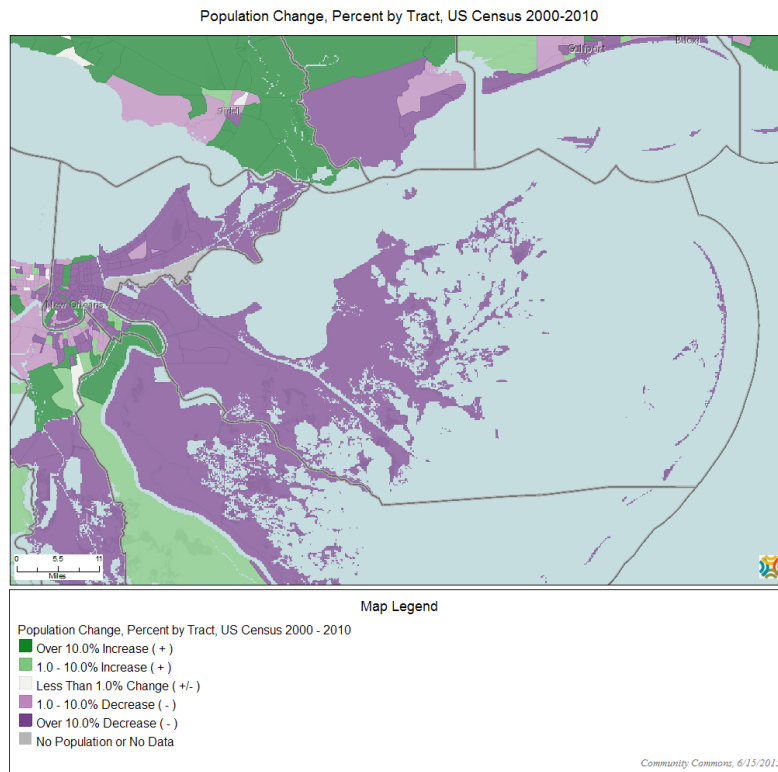 Population Change, Percent by Tract, US Census 2000-2010
Gulfport
Biloxi
Slidell
New Orleans
0 5.5 11
Miles
Map Legend
Population Change, Percent by Tract, US Census 2000 - 2010
Over 10.0% Increase ( + )
1.0 - 10.0% Increase ( + )
Less Than 1.0% Change ( +/- )
1.0 - 10.0% Decrease ( - )
Over 10.0% Decrease ( - )
No Population or No Data
Community Commons, 6/15/2013